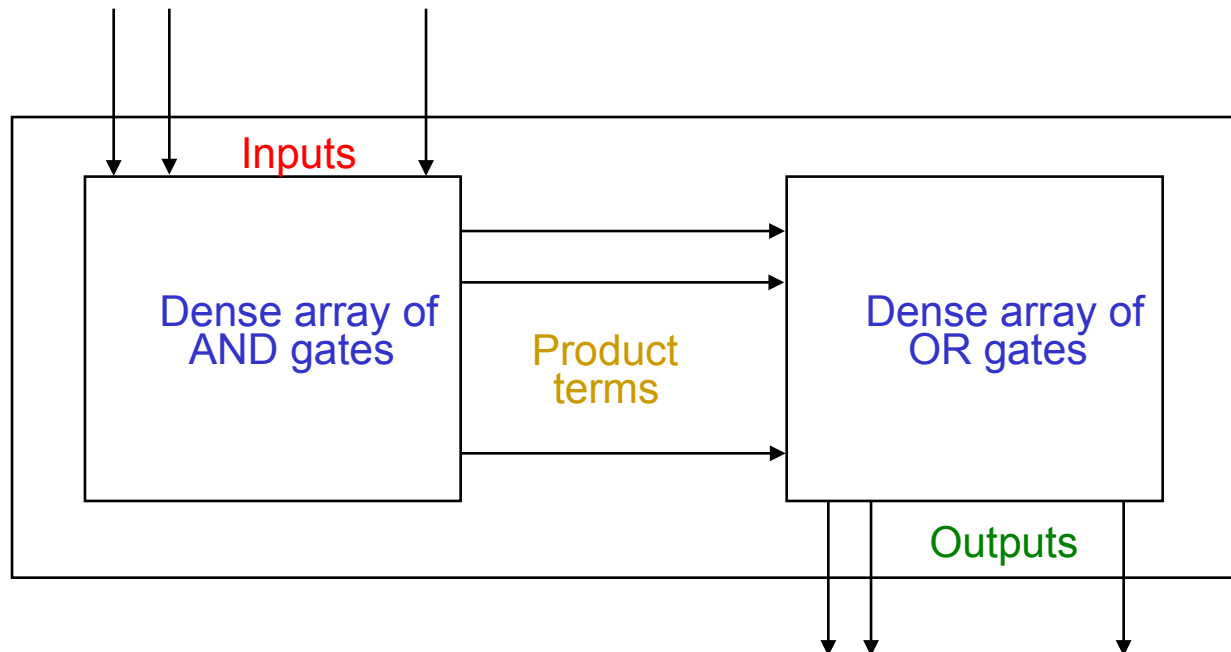 Inputs
Dense array of
AND gates
Product
terms
Dense array of
OR gates
Outputs